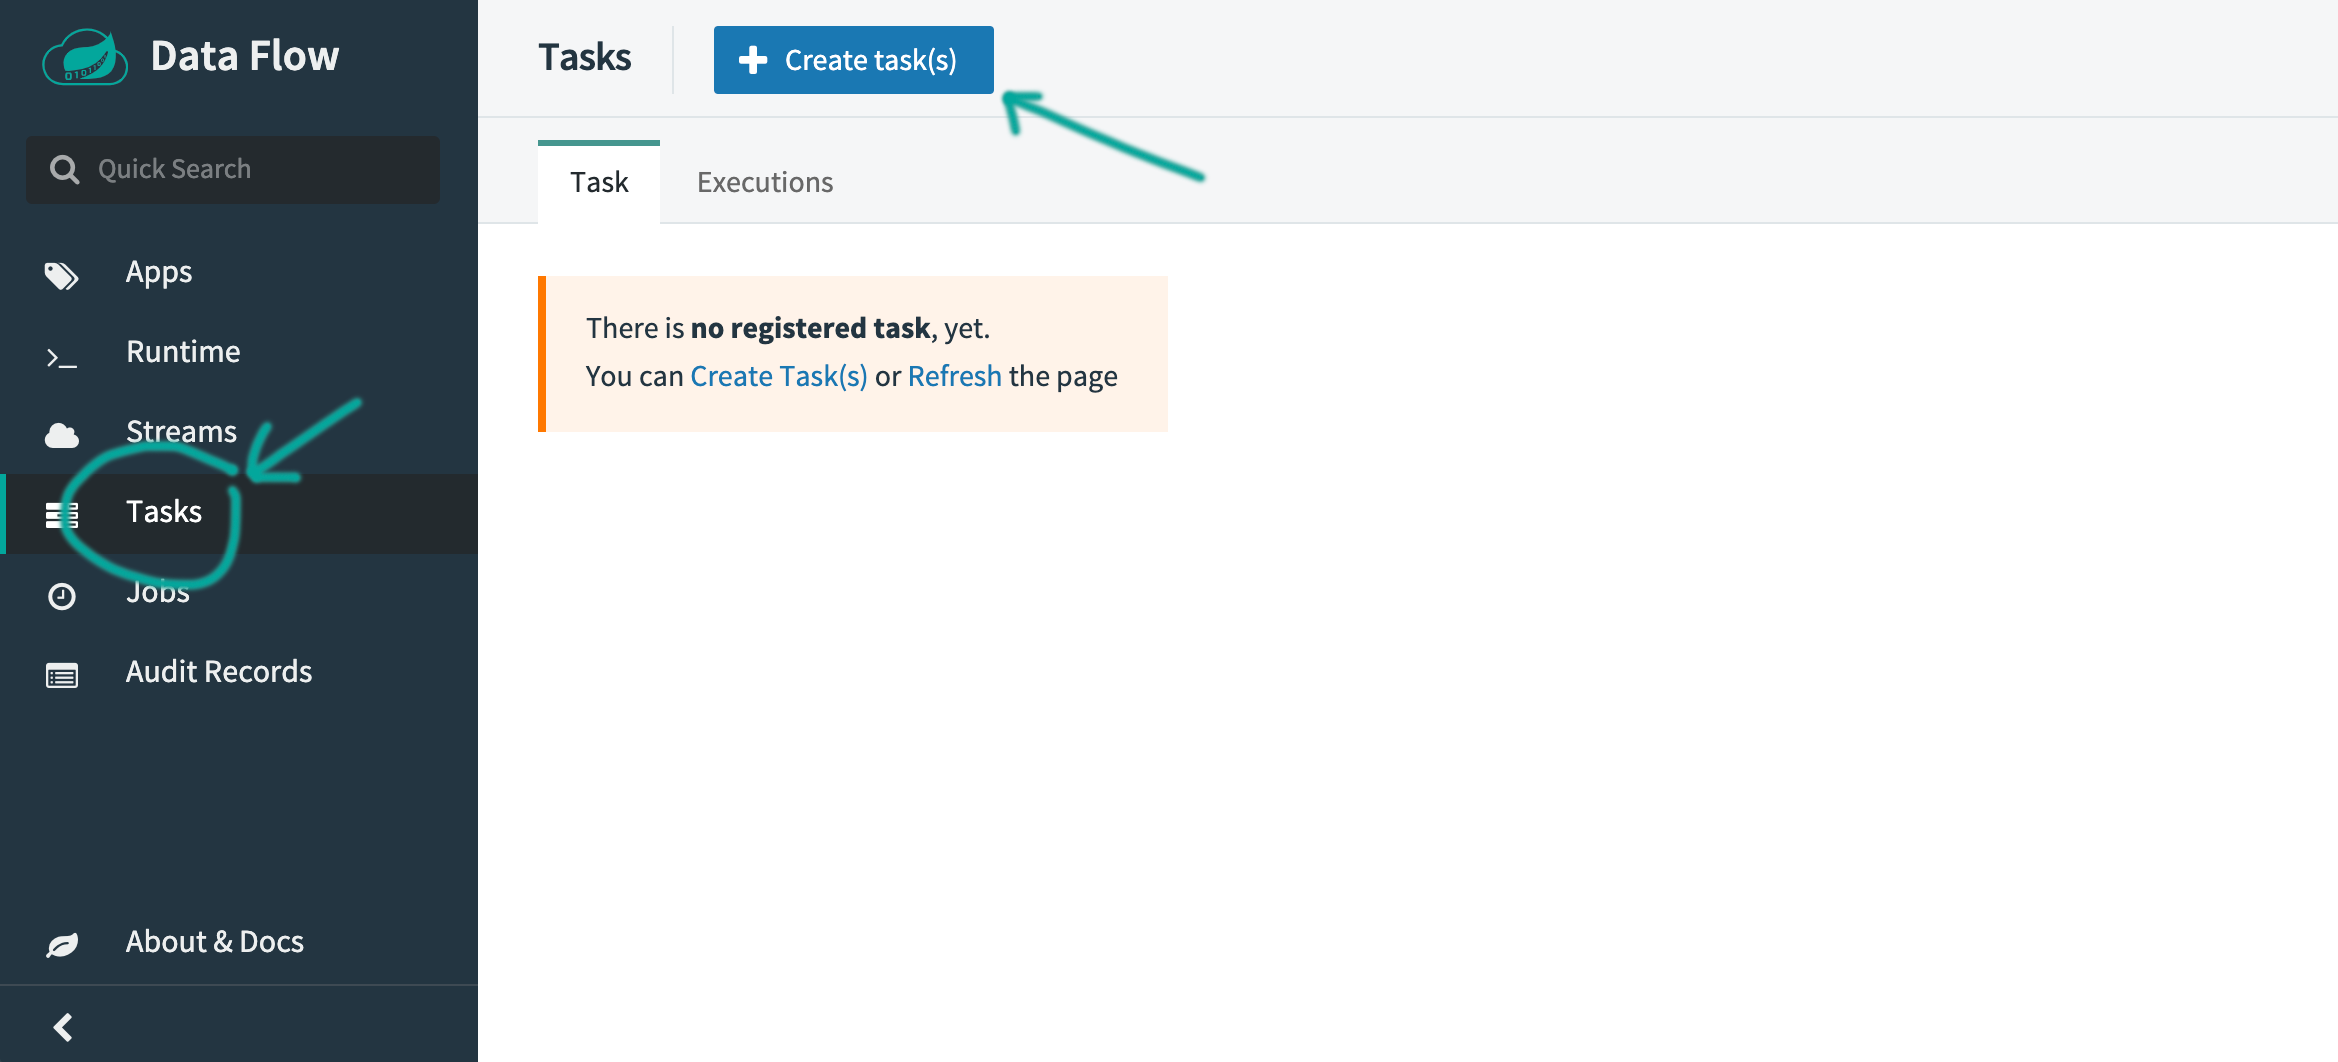 Data Flow
Quick Search
Apps
Runtime
Streams
Tasks
Jobs
Audit Records
About & Docs
Tasks
Create task(s)
Task
Executions
There is no registered task, yet.
You can Create Task(s) or Refresh the page